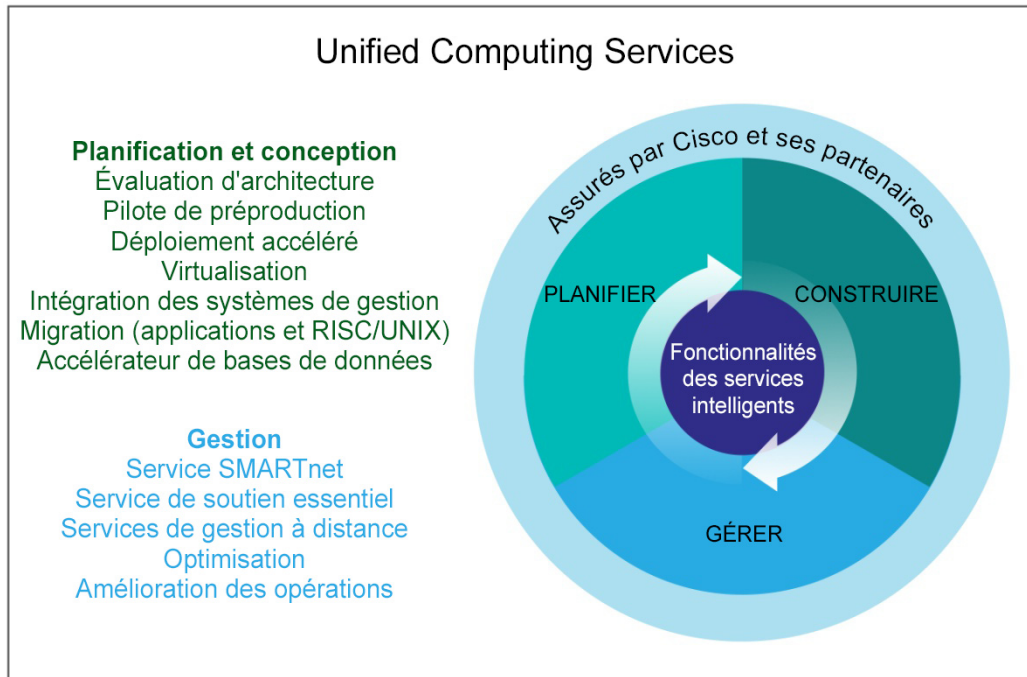 Unified Computing Services
Planification et conception
Évaluation d'architecture
Pilote de préproduction
Déploiement accéléré
Virtualisation
Intégration des systèmes de gestion
Migration (applications et RISC/UNIX)
Accélérateur de bases de données
Gestion
Service SMARTnet
Service de soutien essentiel
Services de gestion à distance
Optimisation
Amélioration des opérations
Assurés par Cisco et ses partenaires
PLANIFIER
CONSTRUIRE
Fonctionnalités
des services
intelligents
GÉRER